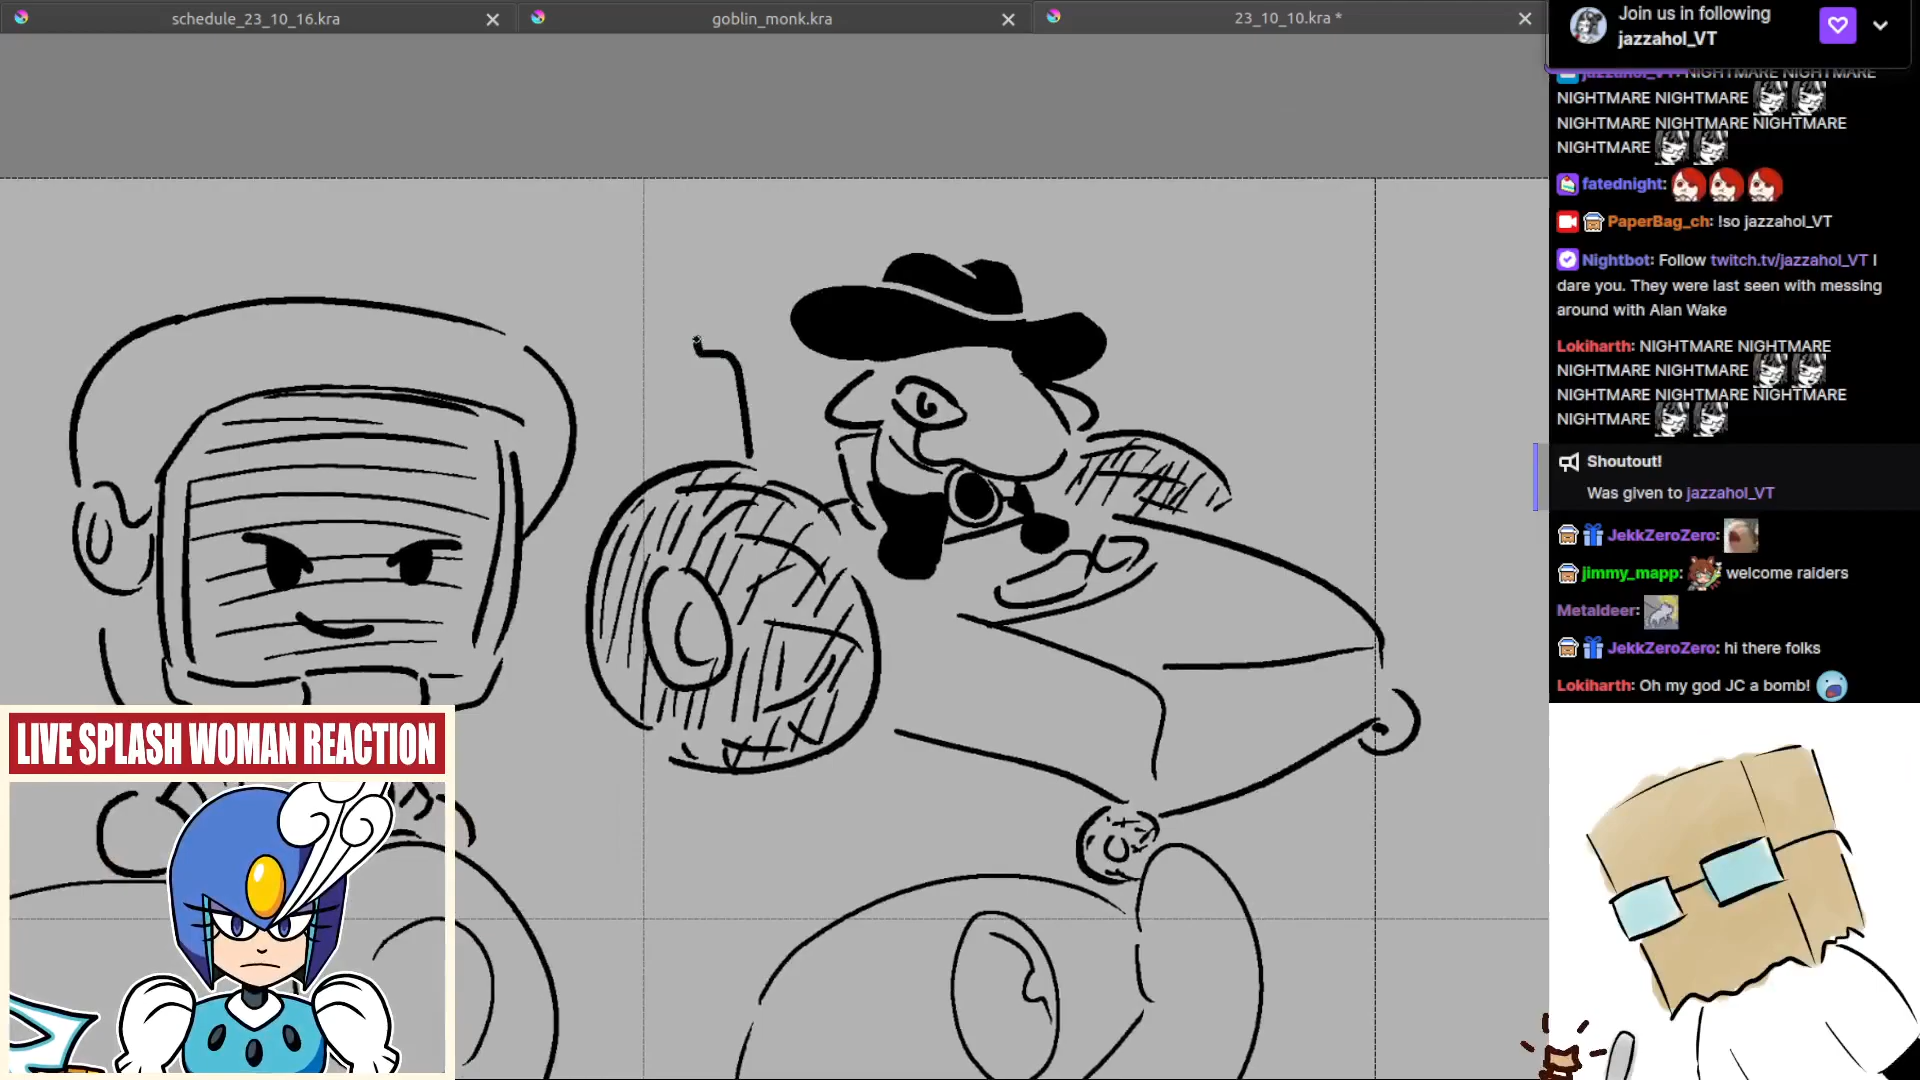 schedule_23_10_16.kra
goblin_monk.kra
23_10_10.kra *
Join us in following
jazzahol_VT
jazzahol_VT: NIGHTMARE NIGHTMARE
NIGHTMARE NIGHTMARE
NIGHTMARE NIGHTMARE NIGHTMARE
NIGHTMARE
fatednight:
PaperBag_ch: !so jazzahol_VT
Nightbot: Follow twitch.tv/jazzahol_VT I
dare you. They were last seen with messing
around with Alan Wake
Lokiharth: NIGHTMARE NIGHTMARE
NIGHTMARE NIGHTMARE
NIGHTMARE NIGHTMARE NIGHTMARE
NIGHTMARE
Shoutout!
Was given to jazzahol_VT
JekkZeroZero:
jimmy_mapp: welcome raiders
Metaldeer:
JekkZeroZero: hi there folks
Lokiharth: Oh my god JC a bomb!
LIVE SPLASH WOMAN REACTION